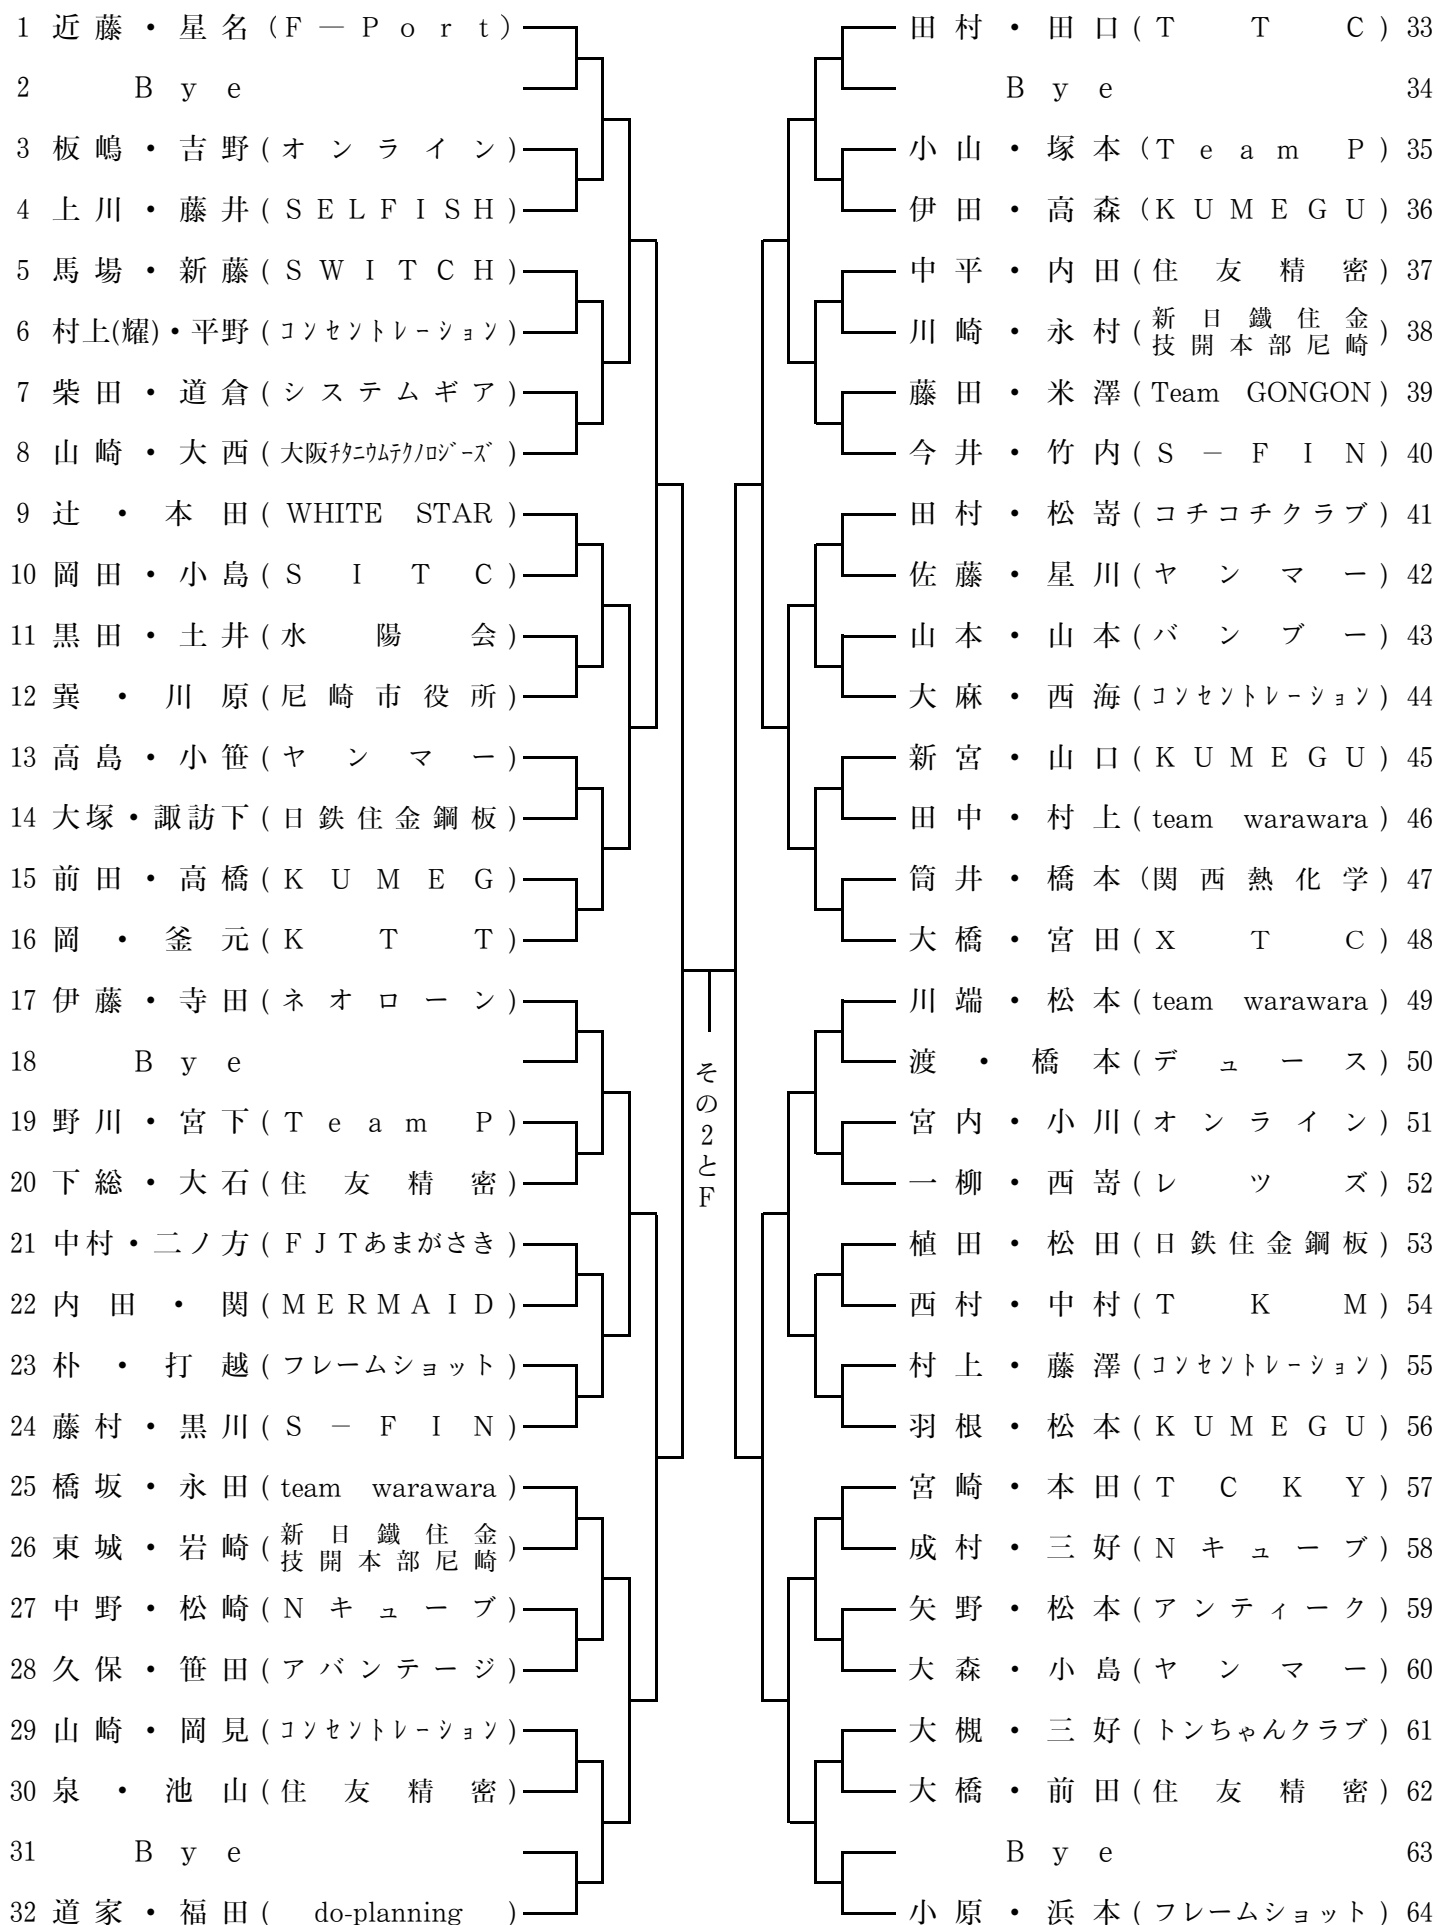 1 近藤・星名(F－Port)
2 Bye
3 板嶋・吉野(オンライン)
4 上川・藤井(SELFISH)
5 馬場・新藤(SWITCH)
6 村上(耀)・平野(コンセントレーション)
7 柴田・道倉(システムギア)
8 山崎・大西(大阪チタニウムテクノロジーズ)
9 辻・本田(WHITE STAR)
10 岡田・小島(SITC)
11 黒田・土井(水陽会)
12 巽・川原(尼崎市役所)
13 高島・小笹(ヤンマー)
14 大塚・諏訪下(日鉄住金鋼板)
15 前田・高橋(KUMEG)
16 岡・釜元(KTT)
17 伊藤・寺田(ネオローン)
18 Bye
19 野川・宮下(Team P)
20 下総・大石(住友精密)
21 中村・二ノ方(FJTあまがさき)
22 内田・関(MERMAID)
23 朴・打越(フレームショット)
24 藤村・黒川(S－FIN)
25 橋坂・永田(team warawara)
26 東城・岩崎(新日鐵住金技開本部尼崎)
27 中野・松崎(Nキューブ)
28 久保・笹田(アバンテージ)
29 山崎・岡見(コンセントレーション)
30 泉・池山(住友精密)
31 Bye
32 道家・福田(do-planning)
その2とF
田村・田口(TTC) 33
Bye 34
小山・塚本(Team P) 35
伊田・高森(KUMEGU) 36
中平・内田(住友精密) 37
川崎・永村(新日鐵住金技開本部尼崎) 38
藤田・米澤(Team GONGON) 39
今井・竹内(S－FIN) 40
田村・松嵜(コチコチクラブ) 41
佐藤・星川(ヤンマー) 42
山本・山本(バンブー) 43
大麻・西海(コンセントレーション) 44
新宮・山口(KUMEGU) 45
田中・村上(team warawara) 46
筒井・橋本(関西熱化学) 47
大橋・宮田(XTC) 48
川端・松本(team warawara) 49
渡・橋本(デュース) 50
宮内・小川(オンライン) 51
一柳・西嵜(レツズ) 52
植田・松田(日鉄住金鋼板) 53
西村・中村(TKM) 54
村上・藤澤(コンセントレーション) 55
羽根・松本(KUMEGU) 56
宮崎・本田(TCKY) 57
成村・三好(Nキューブ) 58
矢野・松本(アンティーク) 59
大森・小島(ヤンマー) 60
大槻・三好(トンちゃんクラブ) 61
大橋・前田(住友精密) 62
Bye 63
小原・浜本(フレームショット) 64